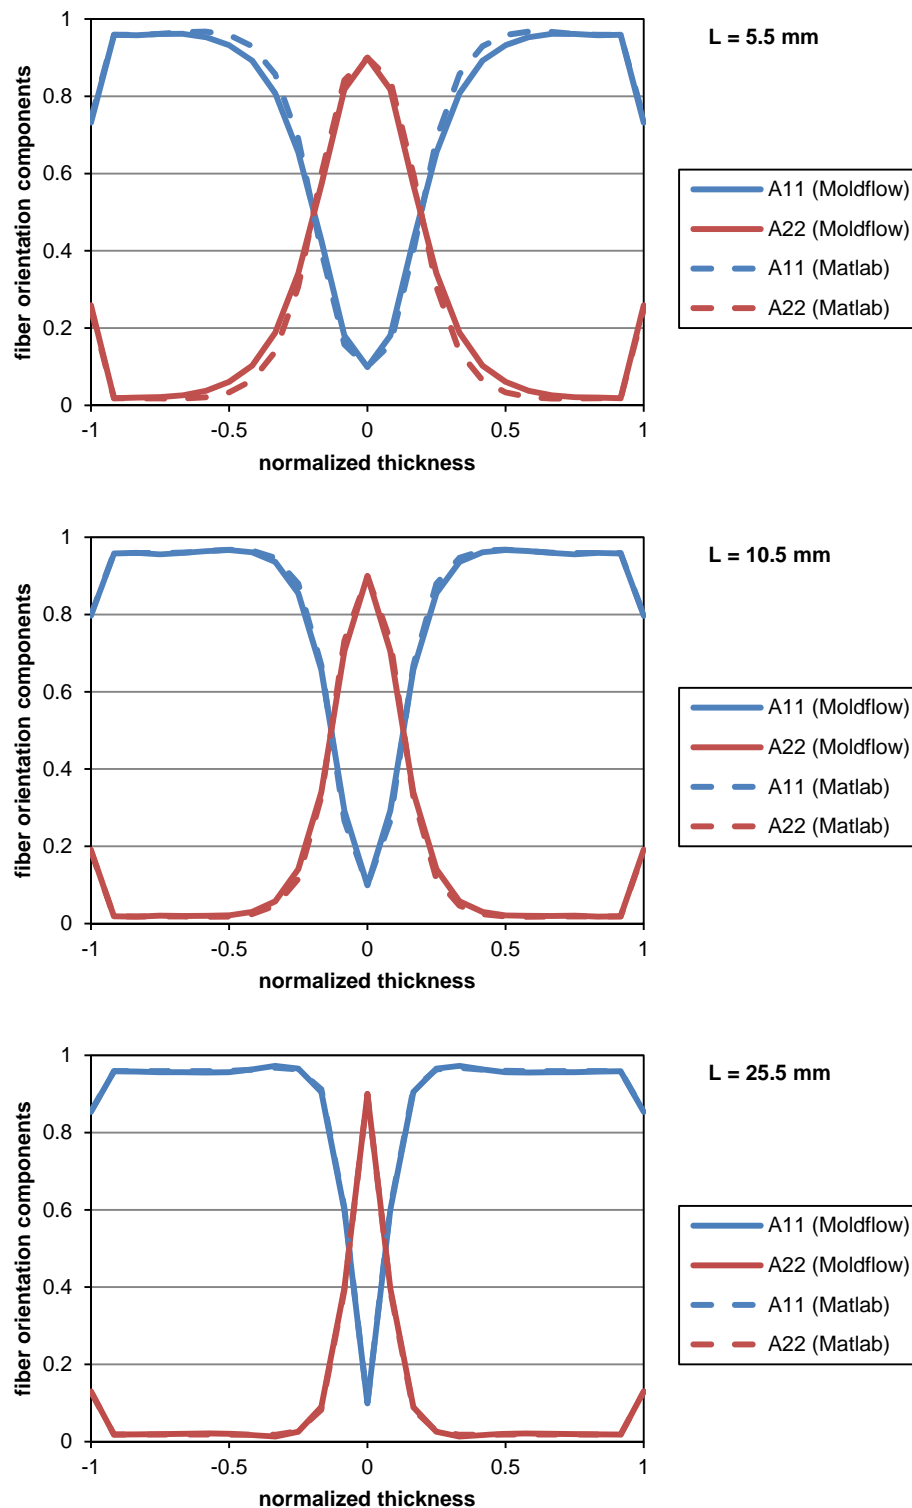 L = 5.5 mm
fiber orientation components
1
0.8
0.6
0.4
0.2
0
-1 -0.5 0 0.5 1
normalized thickness
A11 (Moldflow)
A22 (Moldflow)
A11 (Matlab)
A22 (Matlab)
L = 10.5 mm
fiber orientation components
1
0.8
0.6
0.4
0.2
0
-1 -0.5 0 0.5 1
normalized thickness
A11 (Moldflow)
A22 (Moldflow)
A11 (Matlab)
A22 (Matlab)
L = 25.5 mm
fiber orientation components
1
0.8
0.6
0.4
0.2
0
-1 -0.5 0 0.5 1
normalized thickness
A11 (Moldflow)
A22 (Moldflow)
A11 (Matlab)
A22 (Matlab)